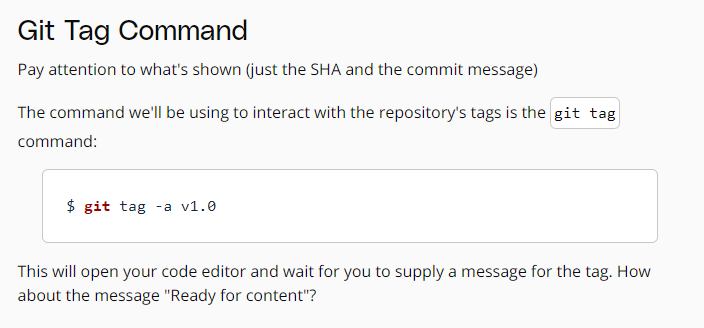 Git Tag Command
Pay attention to what's shown (just the SHA and the commit message)
The command we'll be using to interact with the repository's tags is the git tag
command:
$ git tag -a v1.0
This will open your code editor and wait for you to supply a message for the tag. How
about the message "Ready for content"?